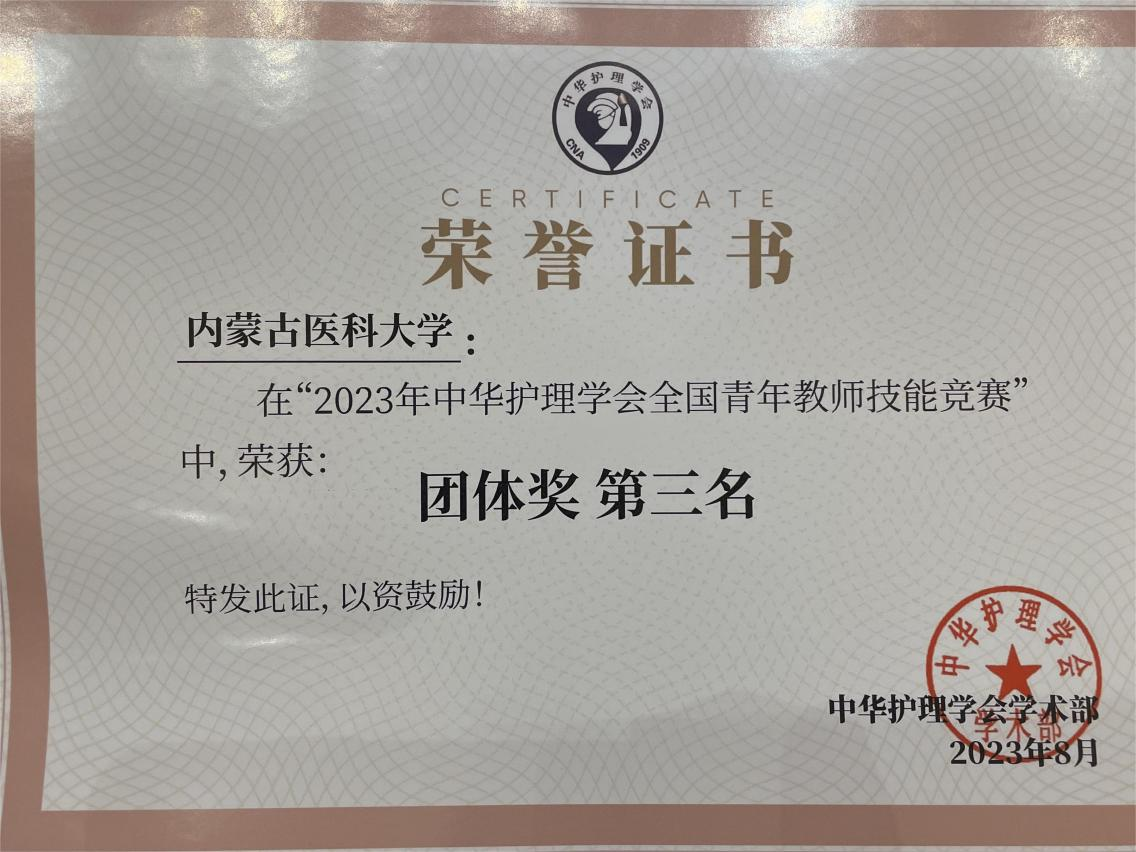 中华护理学会
CNA 1909
CERTIFICATE
荣誉证书
内蒙古医科大学：
在“2023年中华护理学会全国青年教师技能竞赛”
中, 荣获：
团体奖 第三名
特发此证, 以资鼓励！
中华护理学会
中华护理学会学术部
学术部
2023年8月